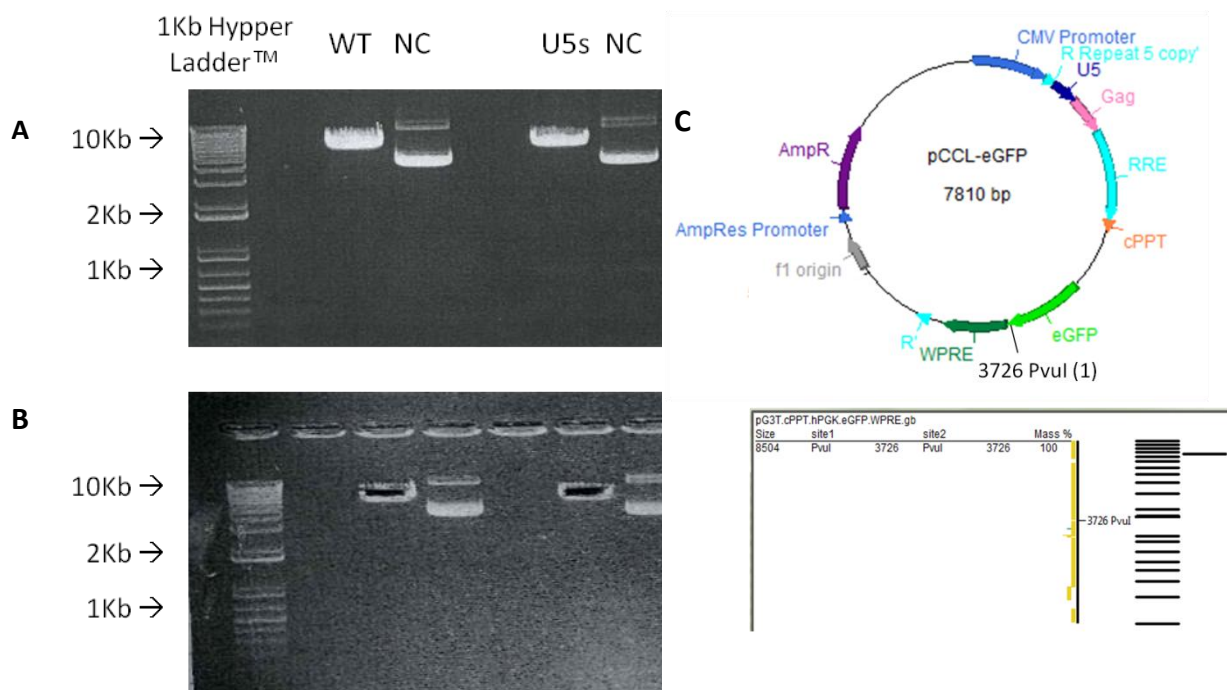 1Kb Hypper
Ladder™
WT NC U5s NC
A
10Kb →
2Kb →
1Kb →
B
10Kb →
2Kb →
1Kb →
C
CMV Promoter
R Repeat 5 copy'
U5
Gag
RRE
cPPT
eGFP
3726 PvuI (1)
WPRE
R'
f1 origin
AmpRes Promoter
AmpR
pCCL-eGFP
7810 bp
pG3T.cPPT.hPGK.eGFP.WPRE.gb
Size site1 site2 Mass %
8504 PvuI 3726 PvuI 3726 100
3726 PvuI